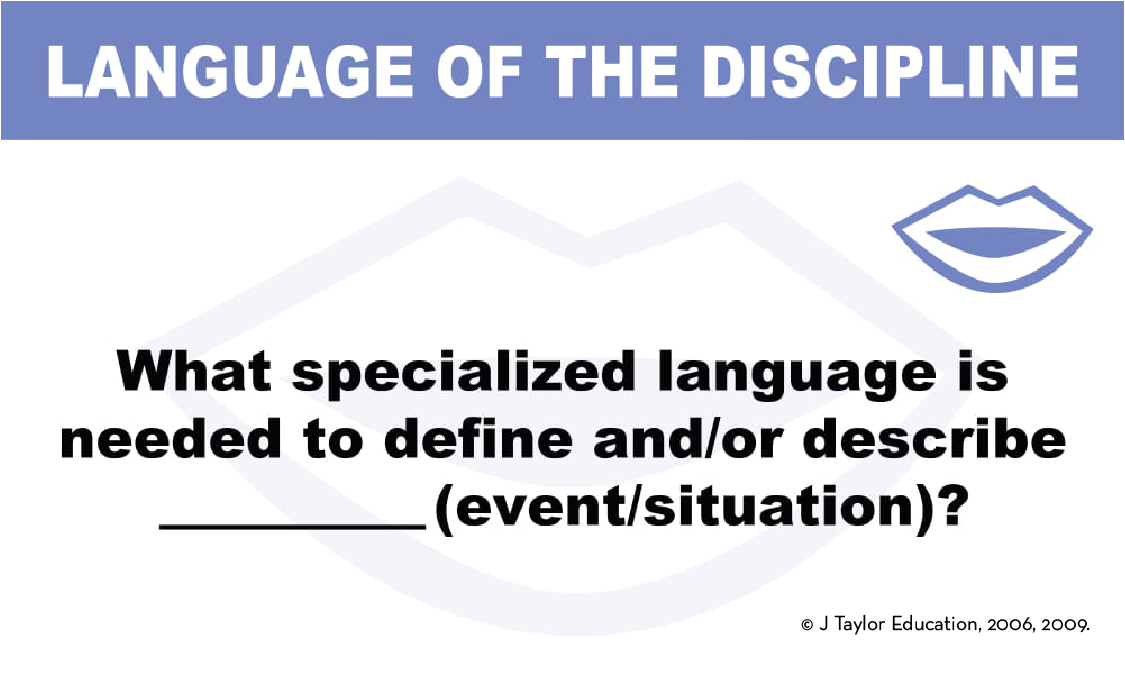 LANGUAGE OF THE DISCIPLINE
What specialized language is
needed to define and/or describe
_________ (event/situation)?
© J Taylor Education, 2006, 2009.